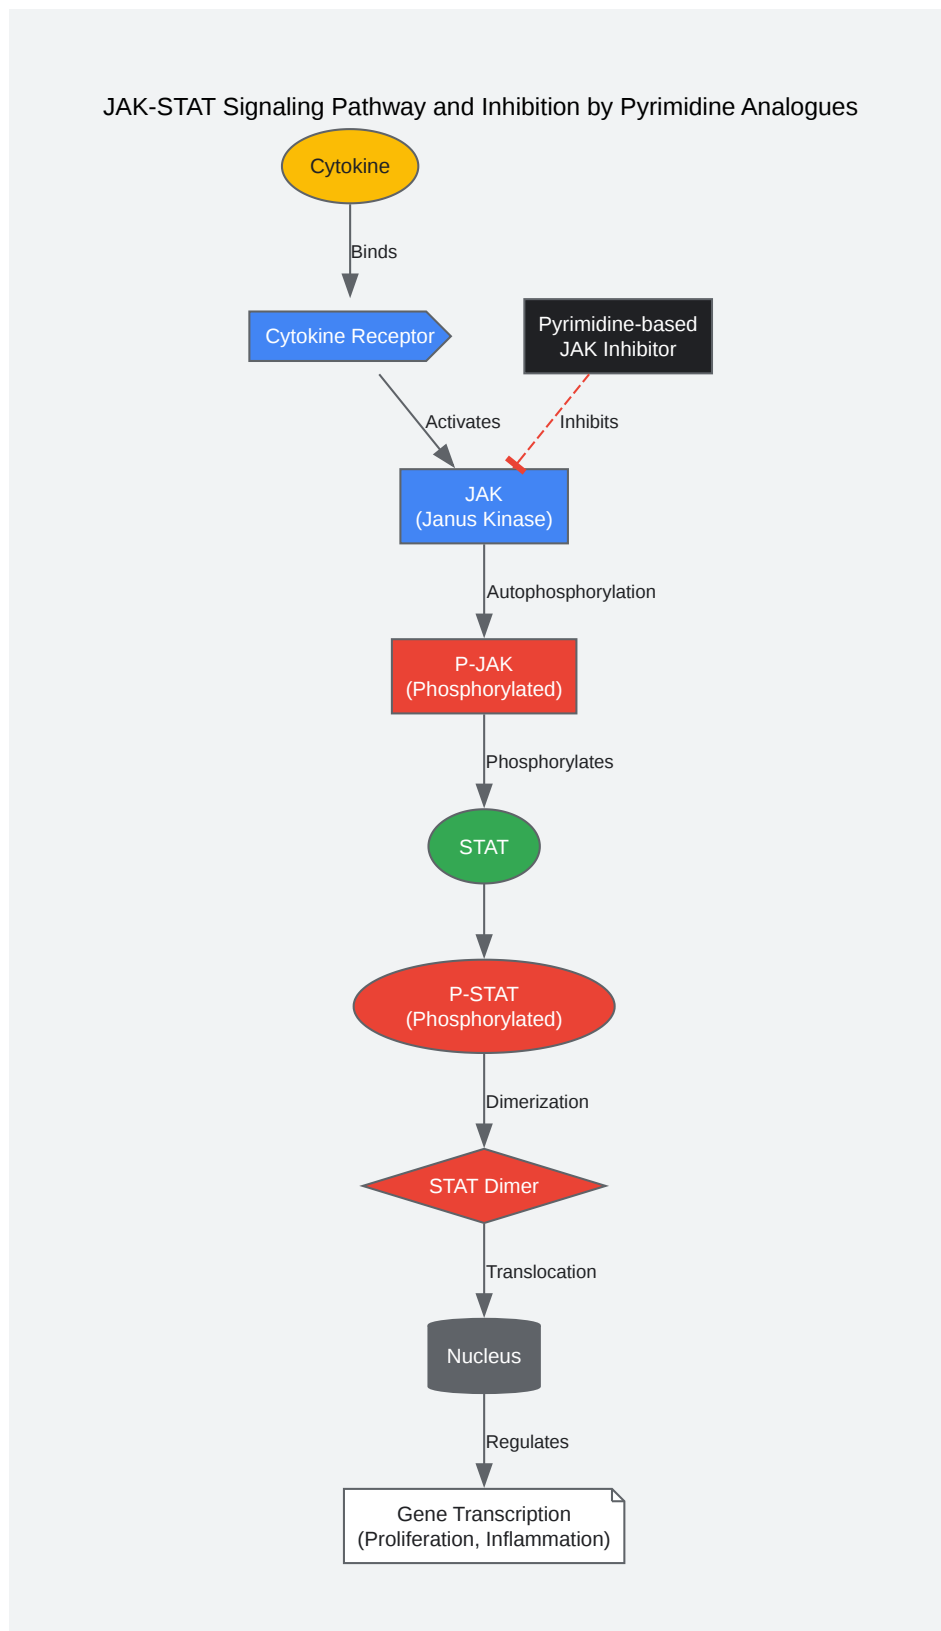 JAK-STAT Signaling Pathway and Inhibition by Pyrimidine Analogues
Cytokine
Binds
Cytokine Receptor
Pyrimidine-based
JAK Inhibitor
Activates
Inhibits
JAK
(Janus Kinase)
Autophosphorylation
P-JAK
(Phosphorylated)
Phosphorylates
STAT
P-STAT
(Phosphorylated)
Dimerization
STAT Dimer
Translocation
Nucleus
Regulates
Gene Transcription
(Proliferation, Inflammation)